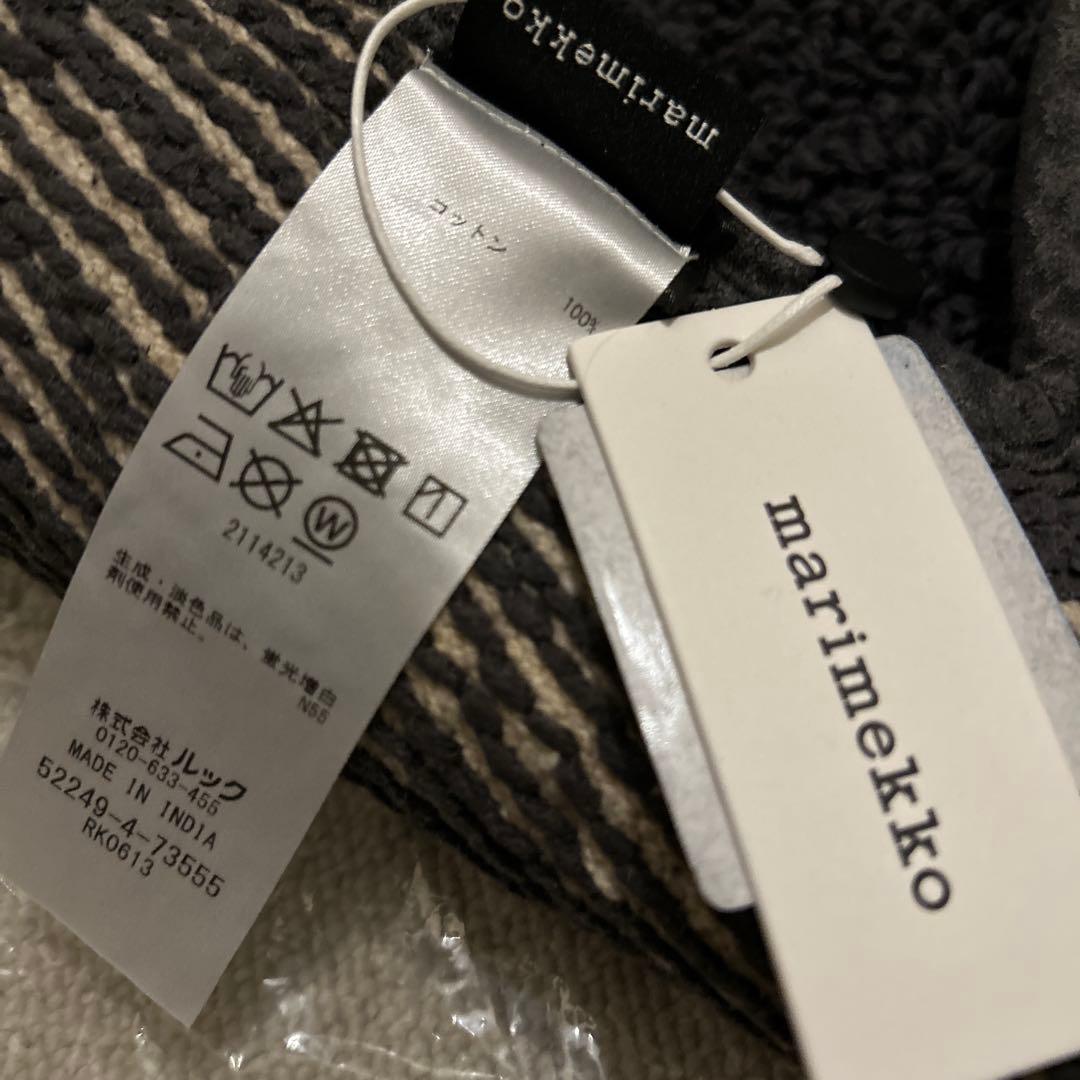 marimekko
コットン
100%
W
2114213
生成．淡色品は、蛍光増白
剤使用禁止。
N55
株式会社ルック
0120-633-455
MADE IN INDIA
52249-4-73555
RK0613
marimekko